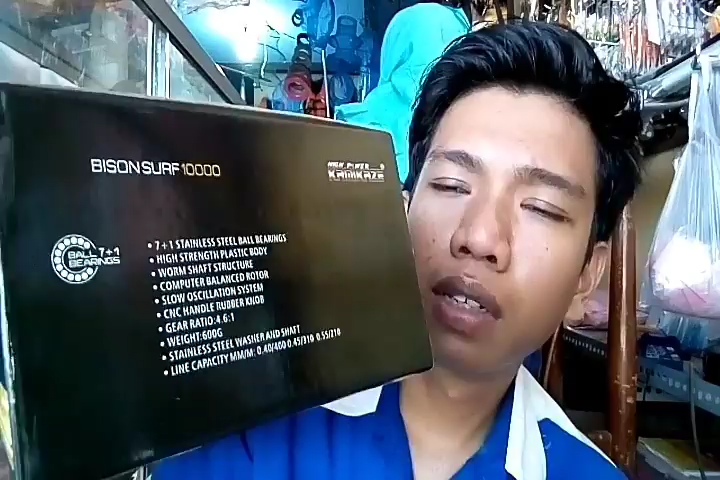 BISON SURF 10000
HIGH POWER
KAMIKAZE
7+1
BALL BEARINGS
• 7+1 STAINLESS STEEL BALL BEARINGS
• HIGH STRENGTH PLASTIC BODY
• WORM SHAFT STRUCTURE
• COMPUTER BALANCED ROTOR
• SLOW OSCILLATION SYSTEM
• CNC HANDLE RUBBER KNOB
• GEAR RATIO:4.6:1
• WEIGHT:600G
• STAINLESS STEEL WASHER AND SHAFT
• LINE CAPACITY MM/M: 0.40/400 0.45/310 0.55/210